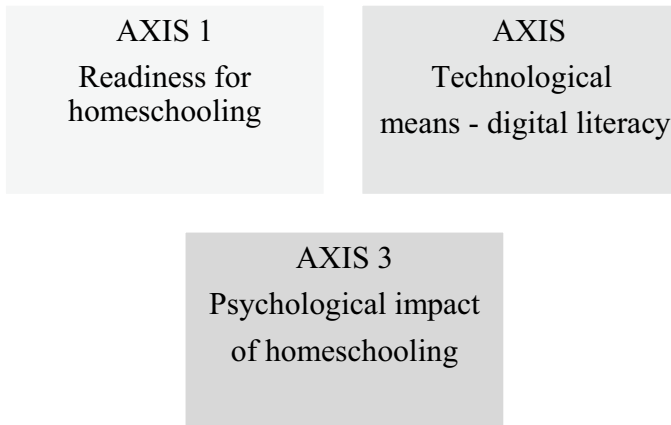 AXIS 1
Readiness for
homeschooling
AXIS
Technological
means - digital literacy
AXIS 3
Psychological impact
of homeschooling